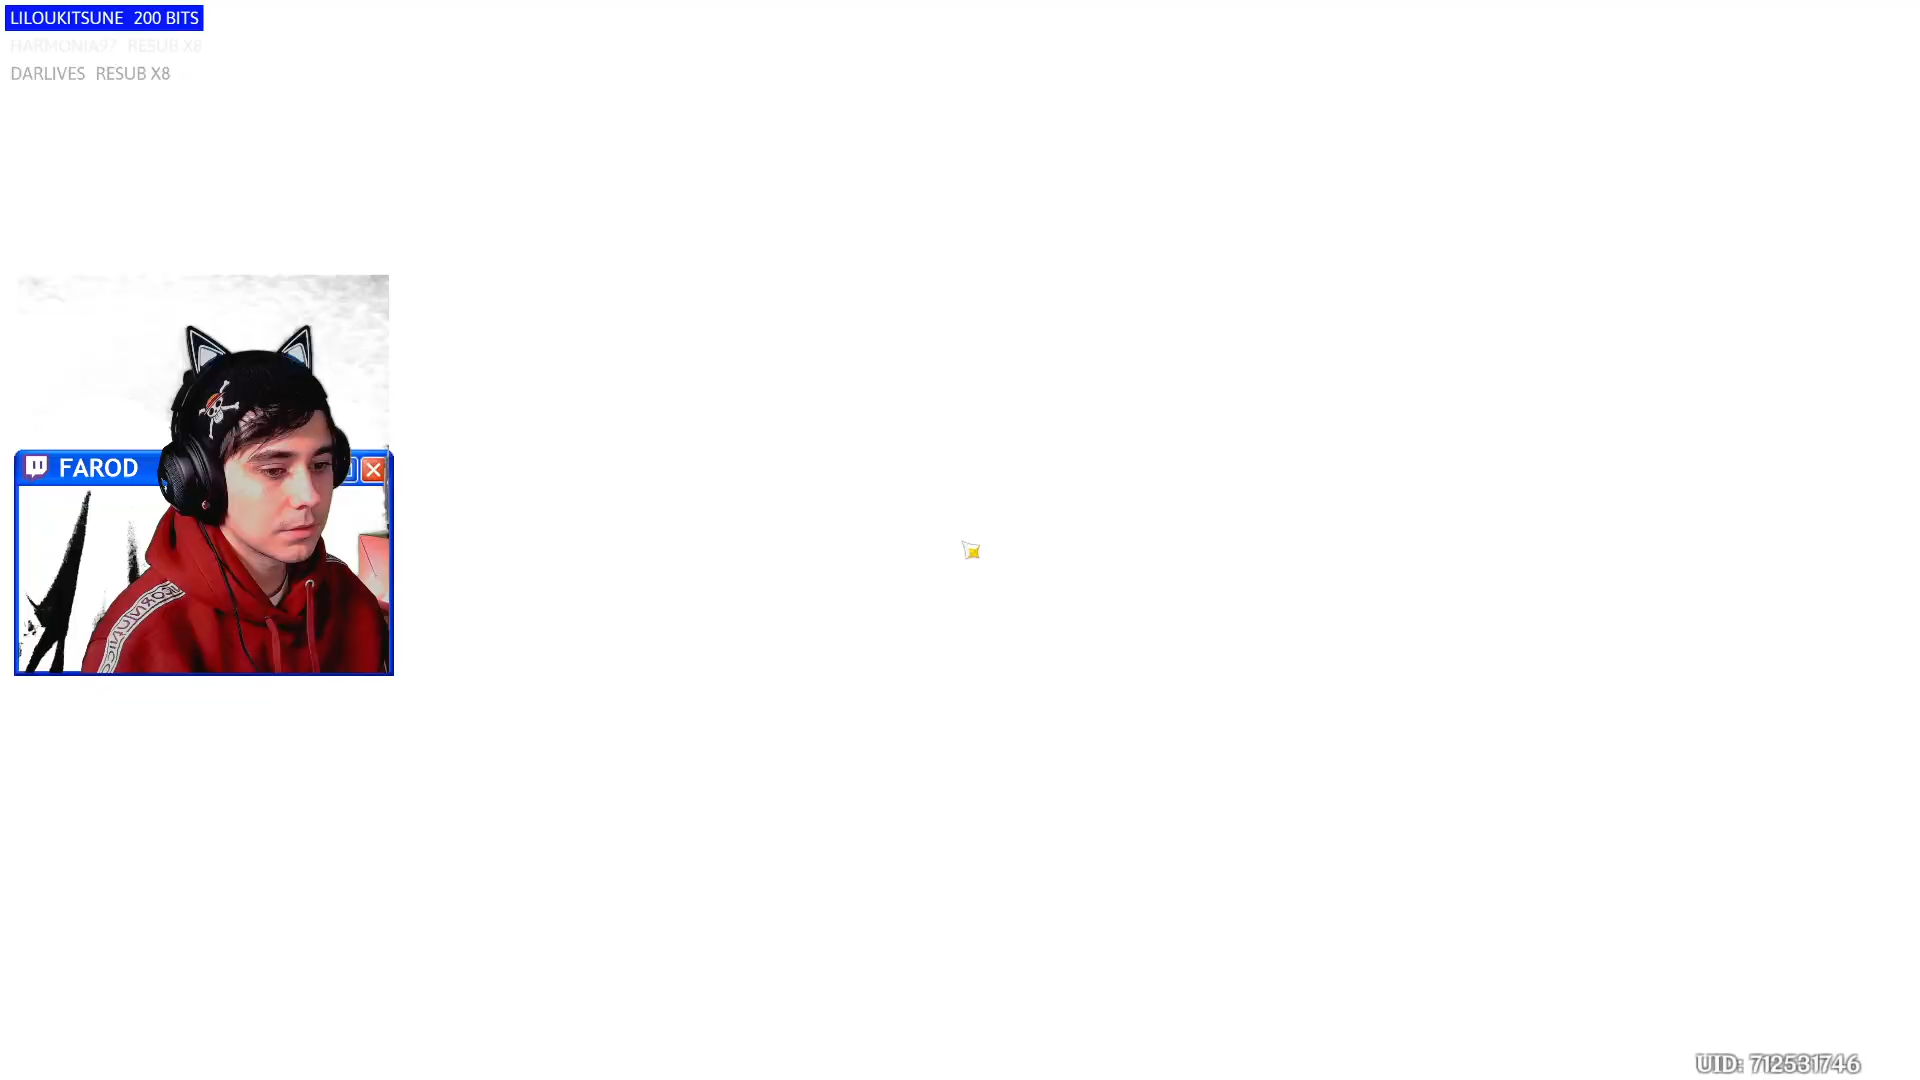 LILOUKITSUNE 200 BITS
HARMONIA97 RESUB X8
DARLIVES RESUB X8
FAROD
UID: 712531746